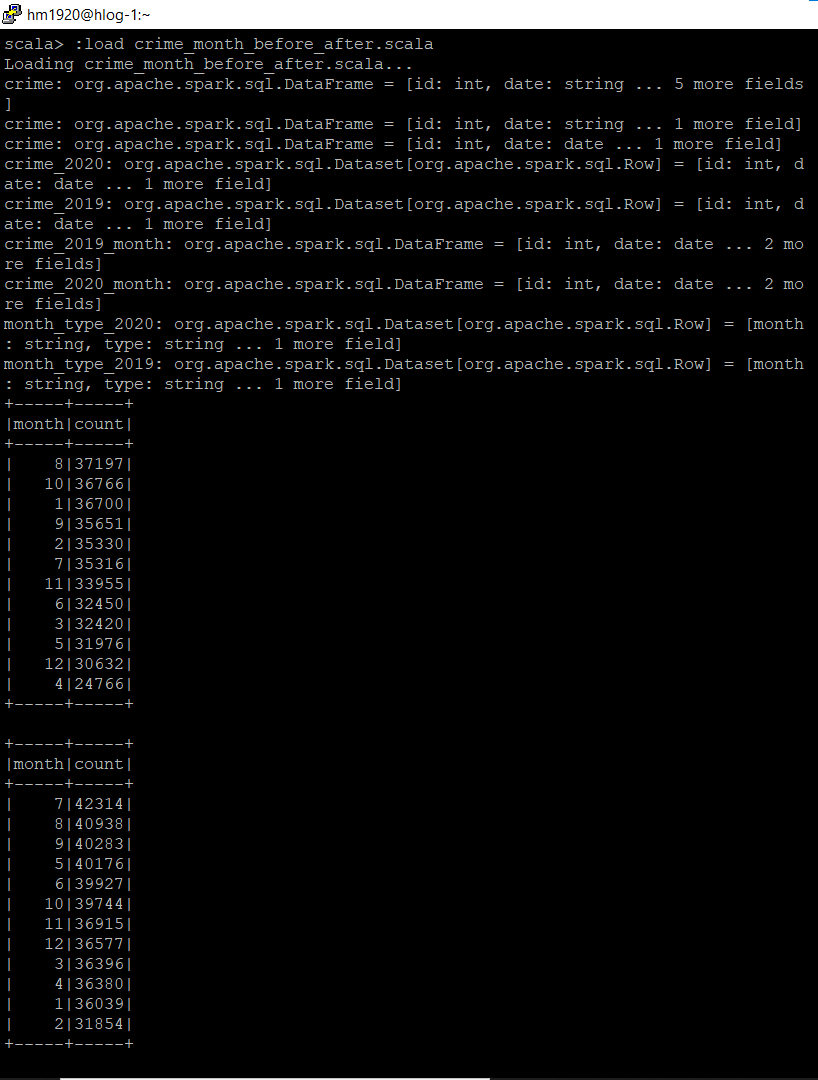 hm1920@hlog-1:~
scala> :load crime_month_before_after.scala
Loading crime_month_before_after.scala...
crime: org.apache.spark.sql.DataFrame = [id: int, date: string ... 5 more fields
]
crime: org.apache.spark.sql.DataFrame = [id: int, date: string ... 1 more field]
crime: org.apache.spark.sql.DataFrame = [id: int, date: date ... 1 more field]
crime_2020: org.apache.spark.sql.Dataset[org.apache.spark.sql.Row] = [id: int, d
ate: date ... 1 more field]
crime_2019: org.apache.spark.sql.Dataset[org.apache.spark.sql.Row] = [id: int, d
ate: date ... 1 more field]
crime_2019_month: org.apache.spark.sql.DataFrame = [id: int, date: date ... 2 mo
re fields]
crime_2020_month: org.apache.spark.sql.DataFrame = [id: int, date: date ... 2 mo
re fields]
month_type_2020: org.apache.spark.sql.Dataset[org.apache.spark.sql.Row] = [month
: string, type: string ... 1 more field]
month_type_2019: org.apache.spark.sql.Dataset[org.apache.spark.sql.Row] = [month
: string, type: string ... 1 more field]
+-----+-----+
|month|count|
+-----+-----+
|    8|37197|
|   10|36766|
|    1|36700|
|    9|35651|
|    2|35330|
|    7|35316|
|   11|33955|
|    6|32450|
|    3|32420|
|    5|31976|
|   12|30632|
|    4|24766|
+-----+-----+

+-----+-----+
|month|count|
+-----+-----+
|    7|42314|
|    8|40938|
|    9|40283|
|    5|40176|
|    6|39927|
|   10|39744|
|   11|36915|
|   12|36577|
|    3|36396|
|    4|36380|
|    1|36039|
|    2|31854|
+-----+-----+